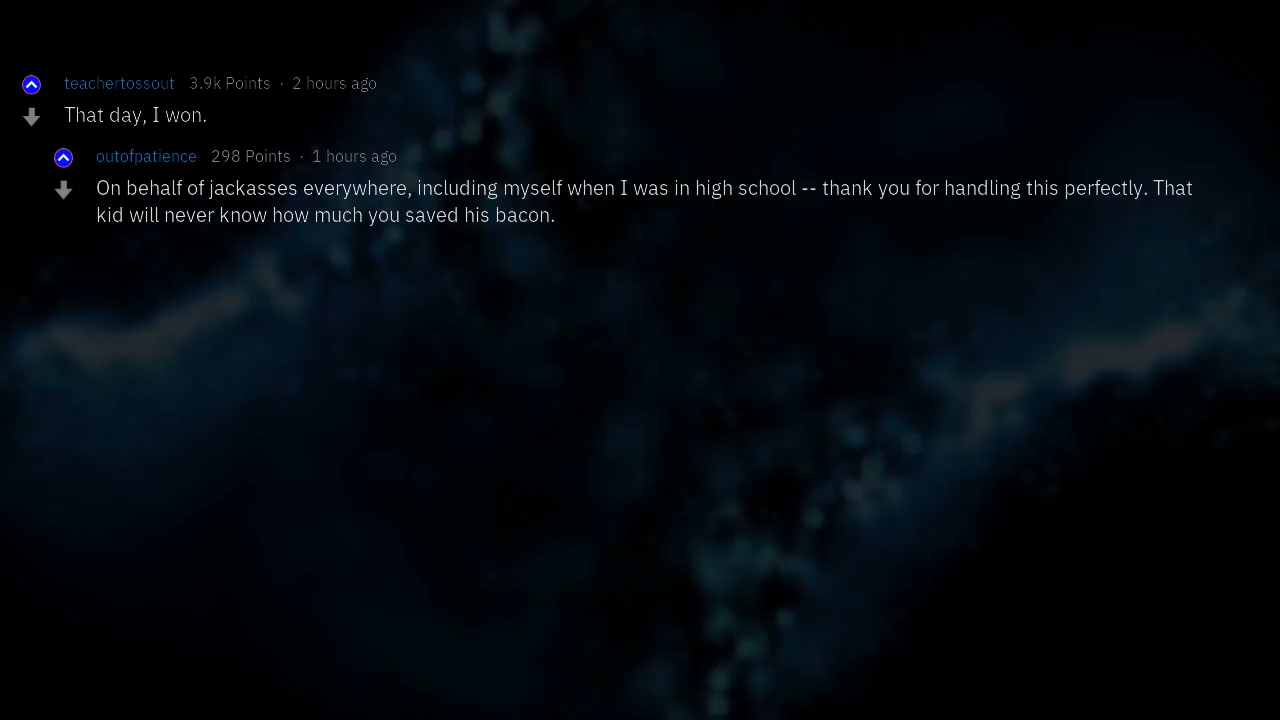 teachertossout 3.9k Points · 2 hours ago
That day, I won.
outofpatience 298 Points · 1 hours ago
On behalf of jackasses everywhere, including myself when I was in high school -- thank you for handling this perfectly. That
kid will never know how much you saved his bacon.